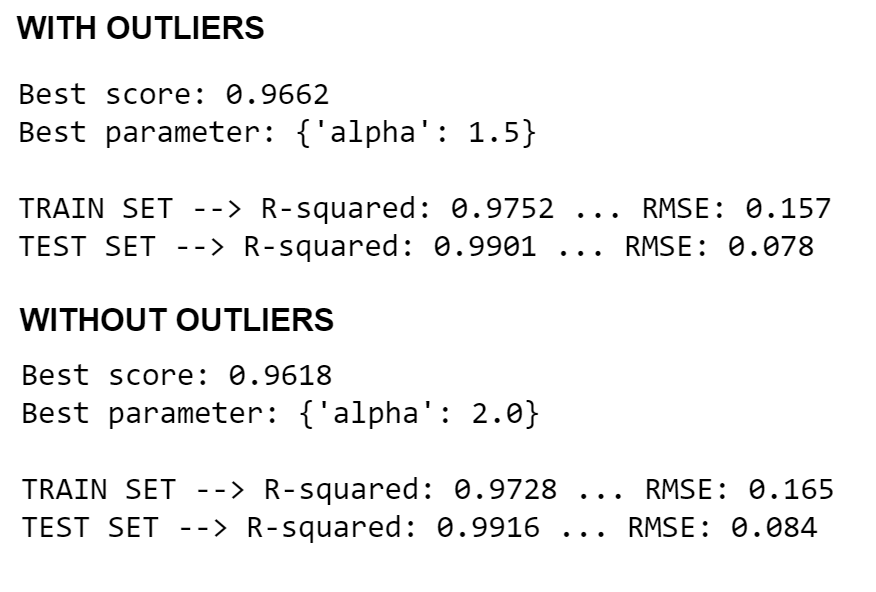 WITH OUTLIERS
Best score: 0.9662
Best parameter: {'alpha': 1.5}
TRAIN SET --> R-squared: 0.9752 ... RMSE: 0.157
TEST SET --> R-squared: 0.9901 ... RMSE: 0.078
WITHOUT OUTLIERS
Best score: 0.9618
Best parameter: {'alpha': 2.0}
TRAIN SET --> R-squared: 0.9728 ... RMSE: 0.165
TEST SET --> R-squared: 0.9916 ... RMSE: 0.084